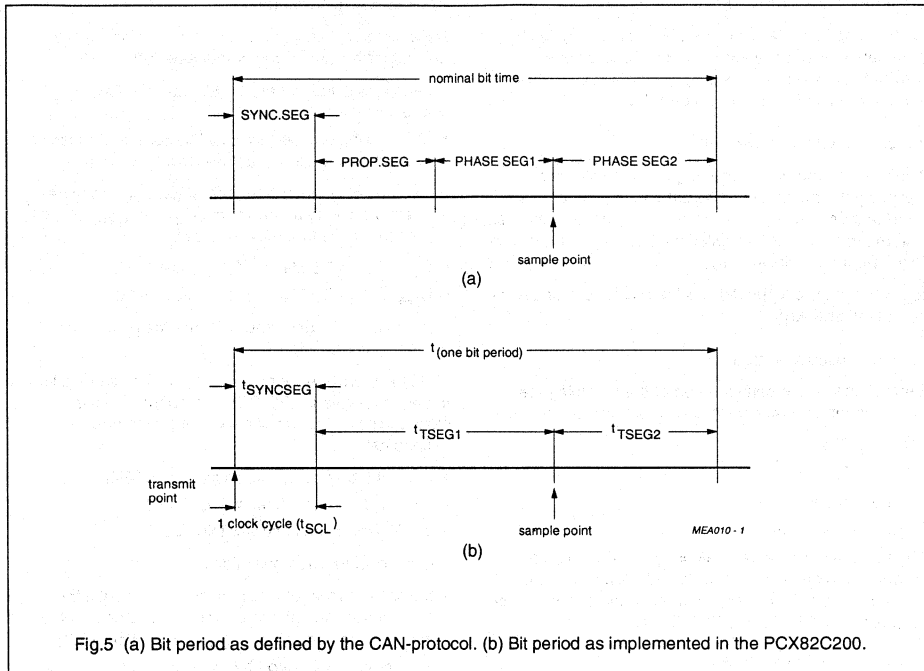 nominal bit time
SYNC.SEG
PROP.SEG PHASE SEG1 PHASE SEG2
sample point
(a)
t(one bit period)
tSYNCSEG
tTSEG1 tTSEG2
transmit
point
1 clock cycle (tSCL)
sample point
MEA010 - 1
(b)
Fig.5 (a) Bit period as defined by the CAN-protocol. (b) Bit period as implemented in the PCX82C200.